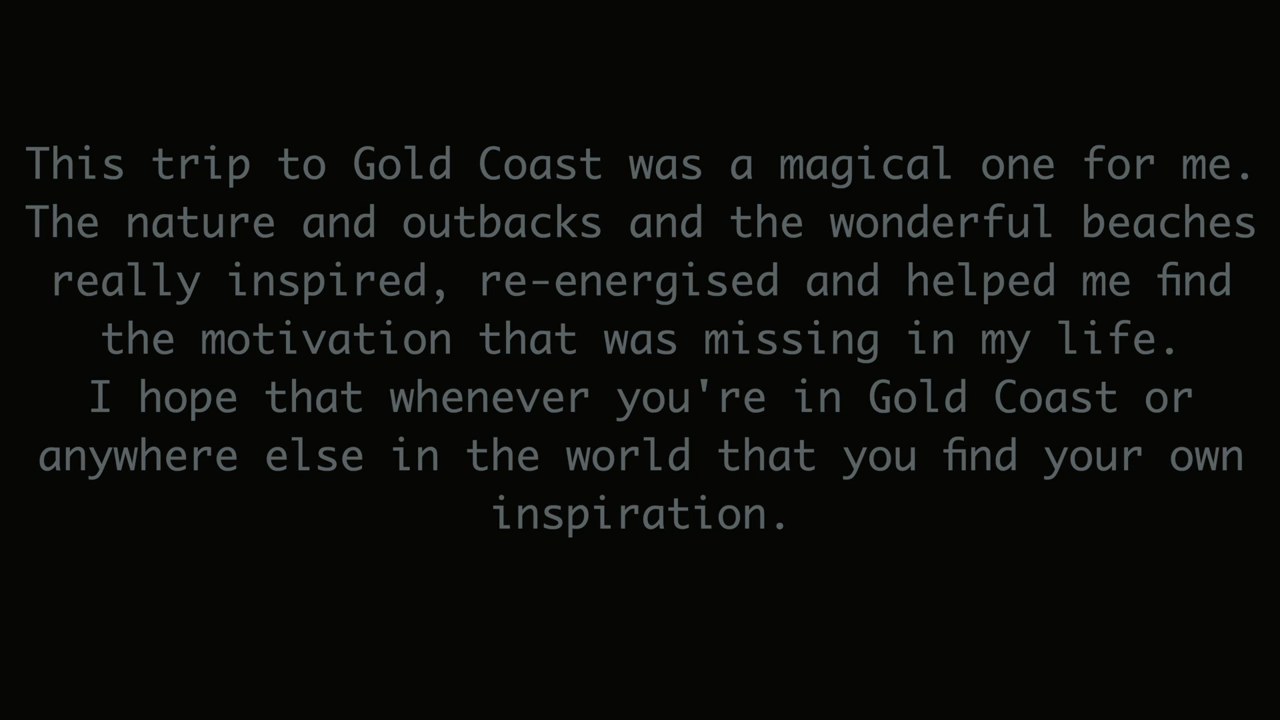 This trip to Gold Coast was a magical one for me.
The nature and outbacks and the wonderful beaches
really inspired, re-energised and helped me find
the motivation that was missing in my life.
I hope that whenever you're in Gold Coast or
anywhere else in the world that you find your own
inspiration.